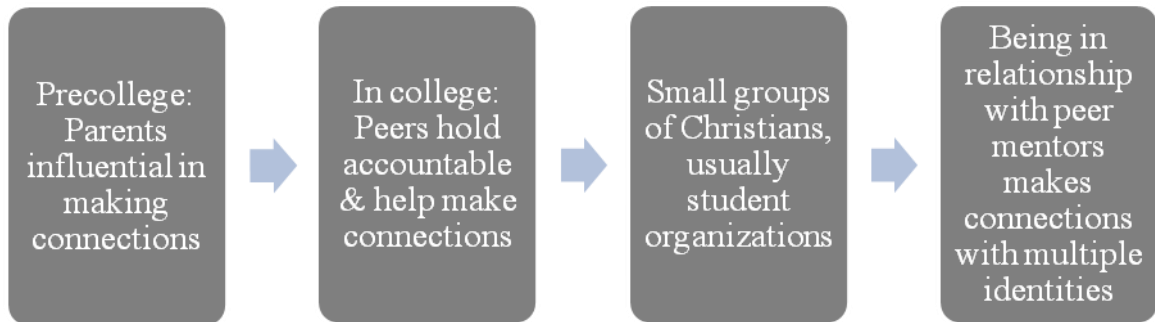 Precollege:
Parents
influential in
making
connections
In college:
Peers hold
accountable
& help make
connections
Small groups
of Christians,
usually
student
organizations
Being in
relationship
with peer
mentors
makes
connections
with multiple
identities